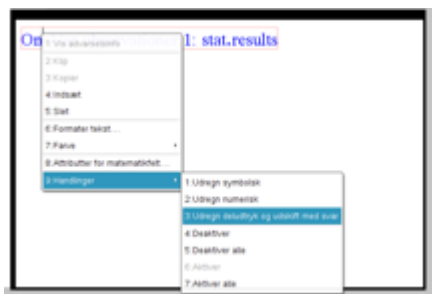 On 1: stat.results
1:Vis advarselsinfo
2:Klip
3:Kopier
4:Indsæt
5:Slet
6:Formater tekst...
7:Farve
8:Attributter for matematikfelt...
9:Handlinger
1:Udregn symbolsk
2:Udregn numerisk
3:Udregn deludtryk og udskift med svar
4:Deaktiver
5:Deaktiver alle
6:Aktiver
7:Aktiver alle